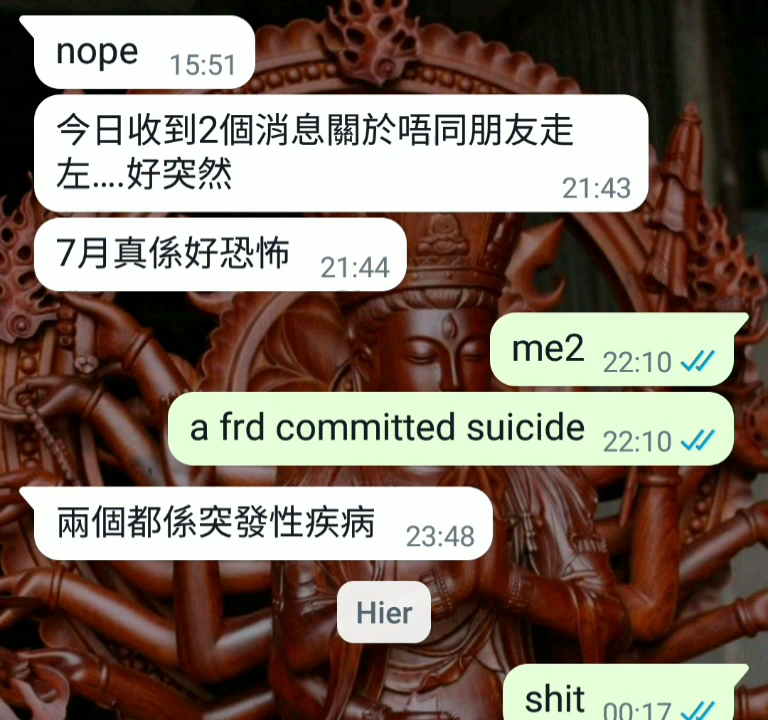 nope 15:51
今日收到2個消息關於唔同朋友走
左....好突然 21:43
7月真係好恐怖 21:44
me2 22:10
a frd committed suicide 22:10
兩個都係突發性疾病 23:48
Hier
shit 00:17